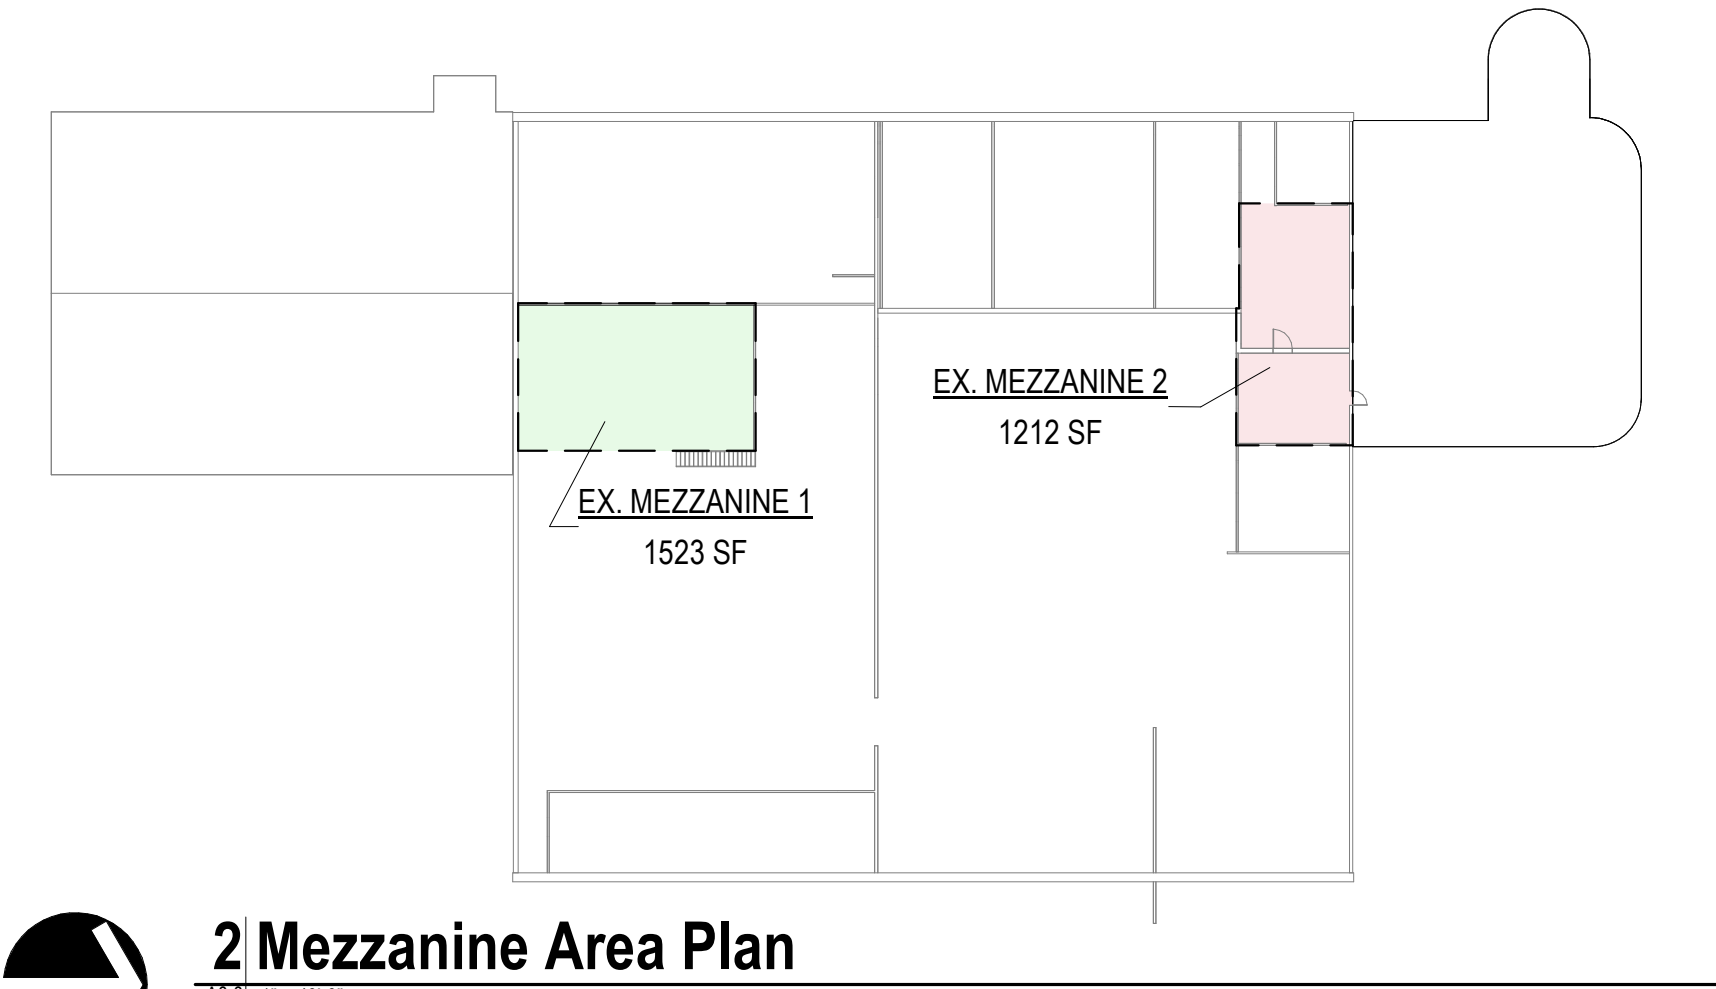 EX. MEZZANINE 2
1212 SF
EX. MEZZANINE 1
1523 SF
2 Mezzanine Area Plan